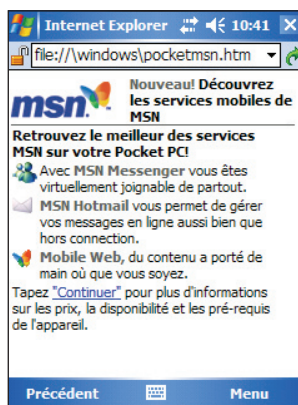 Internet Explorer 10:41
file://\windows\pocketmsn.htm
msn
Nouveau! Découvrez
les services mobiles de
MSN
Retrouvez le meilleur des services
MSN sur votre Pocket PC!
Avec MSN Messenger vous êtes
virtuellement joignable de partout.
MSN Hotmail vous permet de gérer
vos messages en ligne aussi bien que
hors connection.
Mobile Web, du contenu a porté de
main où que vous soyez.
Tapez "Continuer" pour plus d'informations
sur les prix, la disponibilité et les pré-requis
de l'appareil.
Précédent Menu